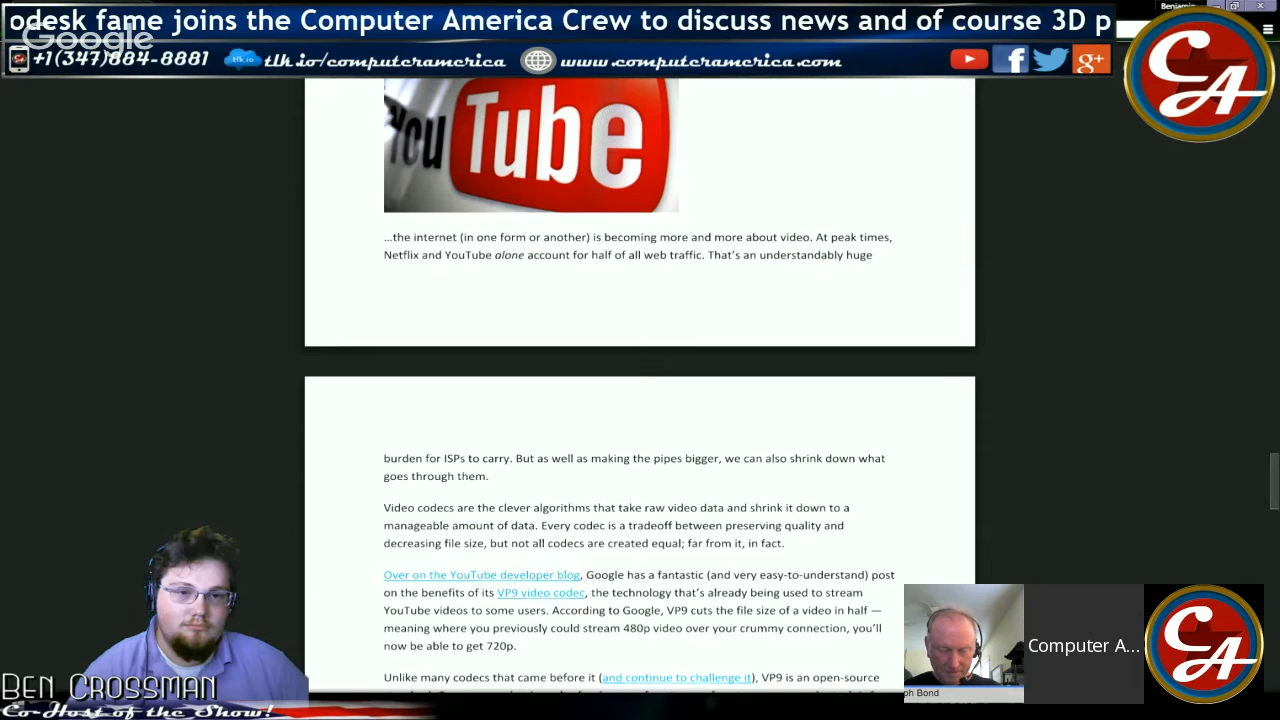 odesk fame joins the Computer America Crew to discuss news and of course 3D p
Google
Benjamin
+1(347)884-8881
tlk.io
tlk.io/computeramerica
www.computeramerica.com
g+
CA
You Tube
…the internet (in one form or another) is becoming more and more about video. At peak times,
Netflix and YouTube alone account for half of all web traffic. That's an understandably huge
burden for ISPs to carry. But as well as making the pipes bigger, we can also shrink down what
goes through them.
Video codecs are the clever algorithms that take raw video data and shrink it down to a
manageable amount of data. Every codec is a tradeoff between preserving quality and
decreasing file size, but not all codecs are created equal; far from it, in fact.
Over on the YouTube developer blog, Google has a fantastic (and very easy-to-understand) post
on the benefits of its VP9 video codec, the technology that's already being used to stream
YouTube videos to some users. According to Google, VP9 cuts the file size of a video in half —
meaning where you previously could stream 480p video over your crummy connection, you'll
now be able to get 720p.
Unlike many codecs that came before it (and continue to challenge it), VP9 is an open-source
Ben Crossman
Co-Host of the Show!
ph Bond
Computer A...
CA